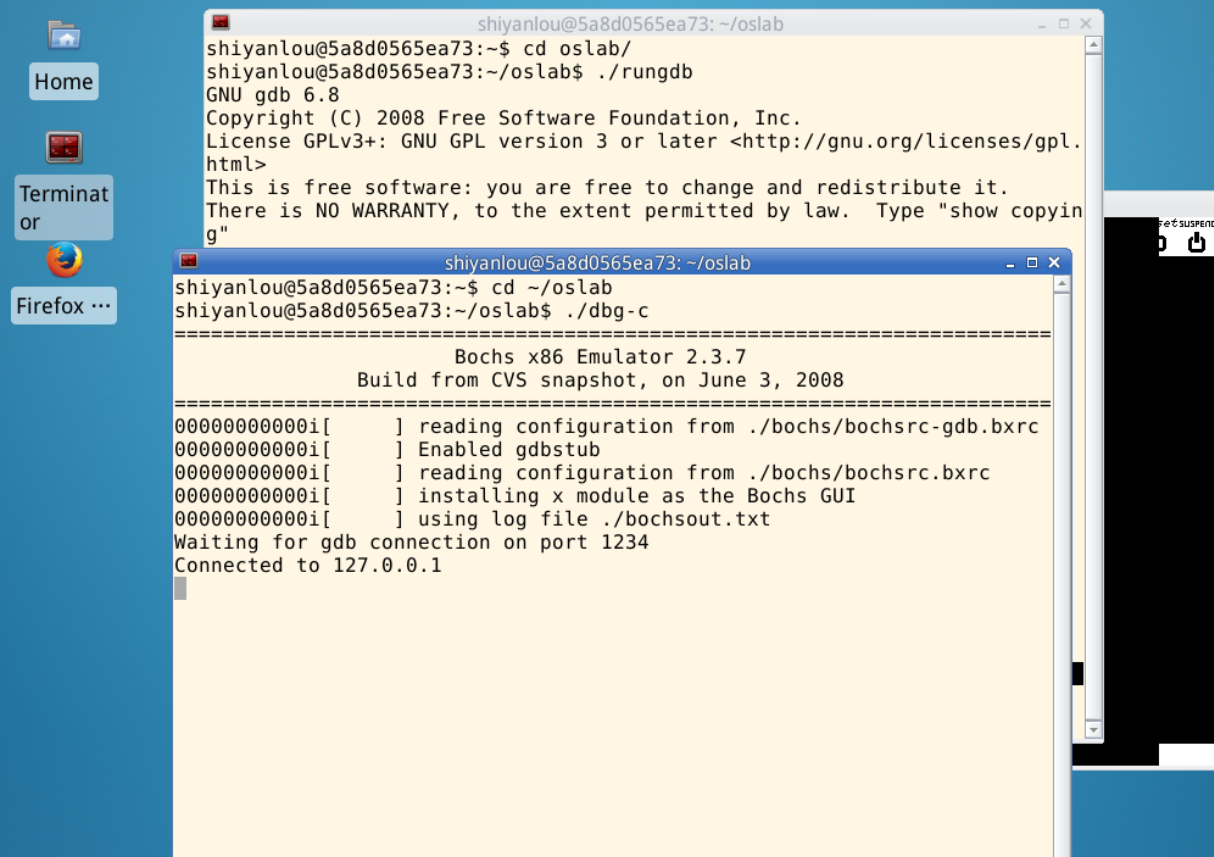 Home
Terminat
or
Firefox ···
shiyanlou@5a8d0565ea73: ~/oslab
shiyanlou@5a8d0565ea73:~$ cd oslab/
shiyanlou@5a8d0565ea73:~/oslab$ ./rungdb
GNU gdb 6.8
Copyright (C) 2008 Free Software Foundation, Inc.
License GPLv3+: GNU GPL version 3 or later <http://gnu.org/licenses/gpl.
html>
This is free software: you are free to change and redistribute it.
There is NO WARRANTY, to the extent permitted by law.  Type "show copyin
g"
shiyanlou@5a8d0565ea73: ~/oslab
shiyanlou@5a8d0565ea73:~$ cd ~/oslab
shiyanlou@5a8d0565ea73:~/oslab$ ./dbg-c
========================================================================
Bochs x86 Emulator 2.3.7
Build from CVS snapshot, on June 3, 2008
========================================================================
00000000000i[     ] reading configuration from ./bochs/bochsrc-gdb.bxrc
00000000000i[     ] Enabled gdbstub
00000000000i[     ] reading configuration from ./bochs/bochsrc.bxrc
00000000000i[     ] installing x module as the Bochs GUI
00000000000i[     ] using log file ./bochsout.txt
Waiting for gdb connection on port 1234
Connected to 127.0.0.1